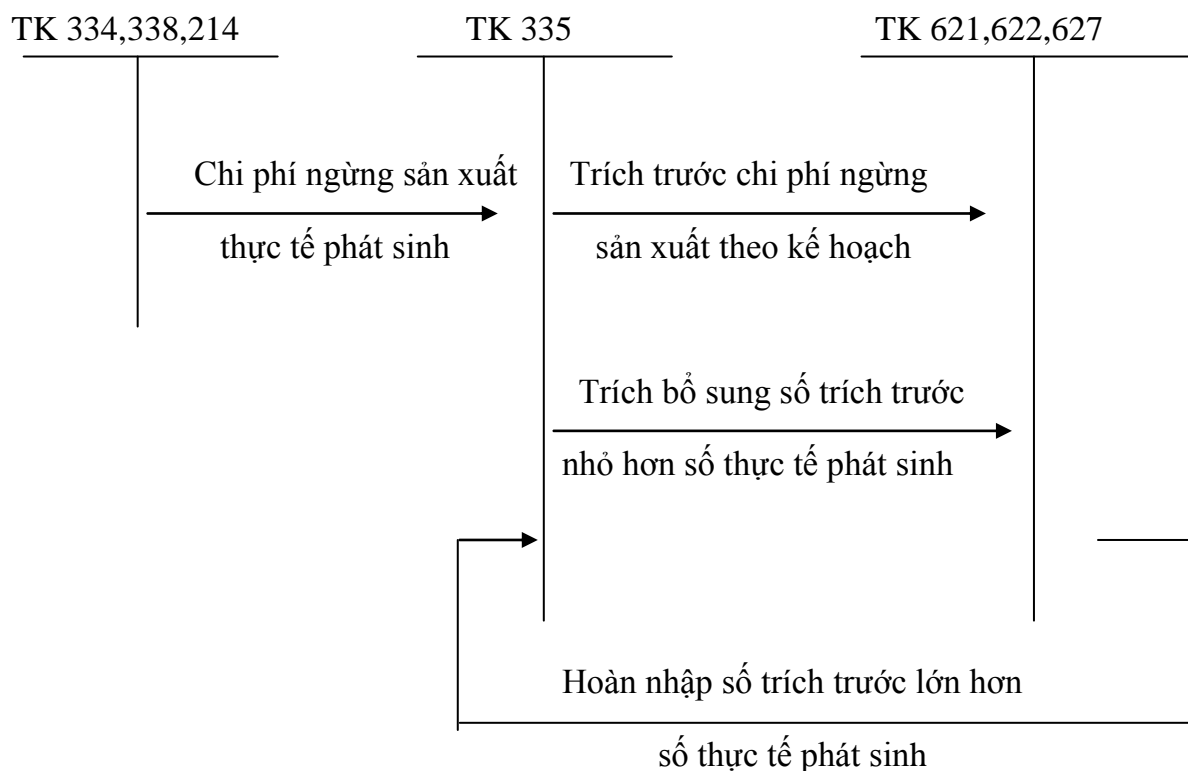 TK 334,338,214
TK 335
TK 621,622,627
Chi phí ngừng sản xuất
thực tế phát sinh
Trích trước chi phí ngừng
sản xuất theo kế hoạch
Trích bổ sung số trích trước
nhỏ hơn số thực tế phát sinh
Hoàn nhập số trích trước lớn hơn
số thực tế phát sinh